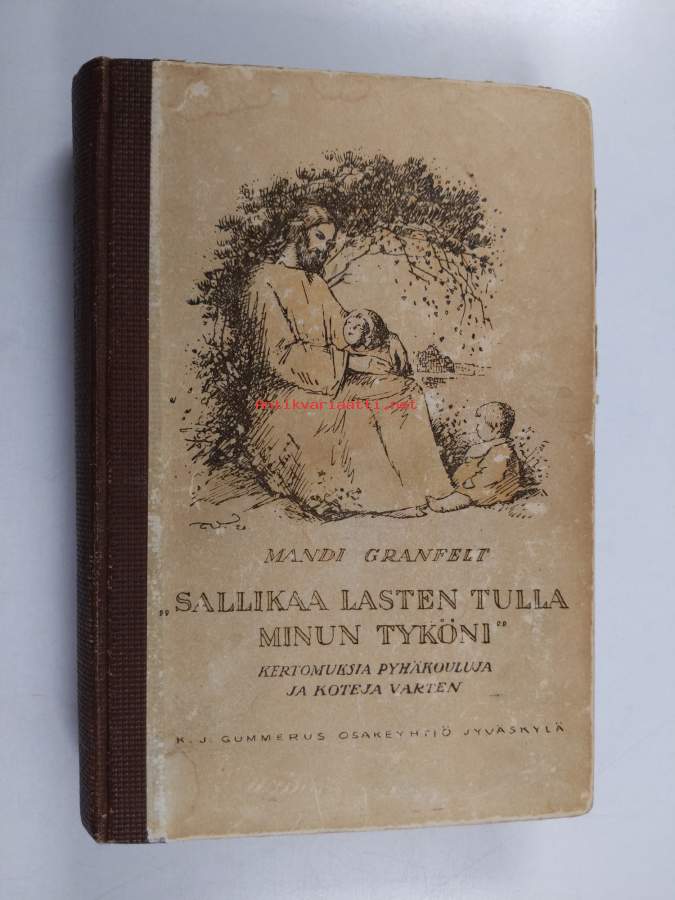 Antikvariaatti.net
MANDI GRANFELT
„SALLIKAA LASTEN TULLA
MINUN TYKÖNI”
KERTOMUKSIA PYHÄKOULUJA
JA KOTEJA VARTEN
K. J. GUMMERUS OSAKEYHTIÖ JYVÄSKYLÄ